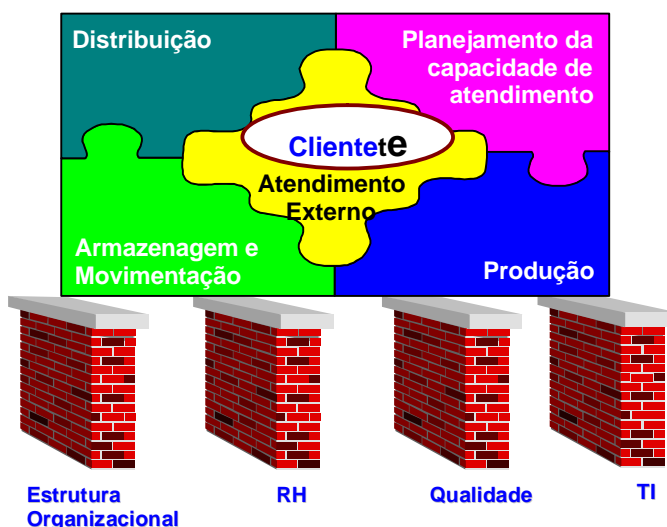 Distribuição
Planejamento da
capacidade de
atendimento
Clientete
Atendimento
Externo
Armazenagem e
Movimentação
Produção
Estrutura
Organizacional
RH
Qualidade
TI